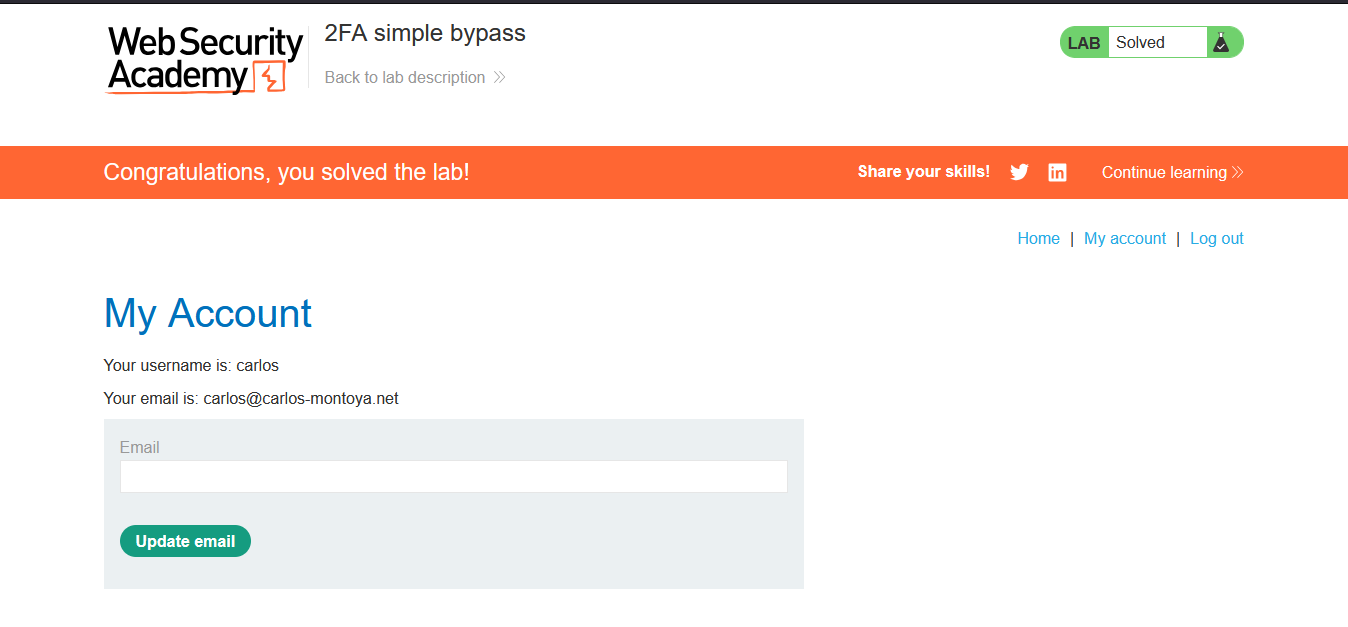 Web Security
Academy
2FA simple bypass
Back to lab description
LAB Solved
Congratulations, you solved the lab!
Share your skills!
Continue learning
Home | My account | Log out
My Account
Your username is: carlos
Your email is: carlos@carlos-montoya.net
Email
Update email